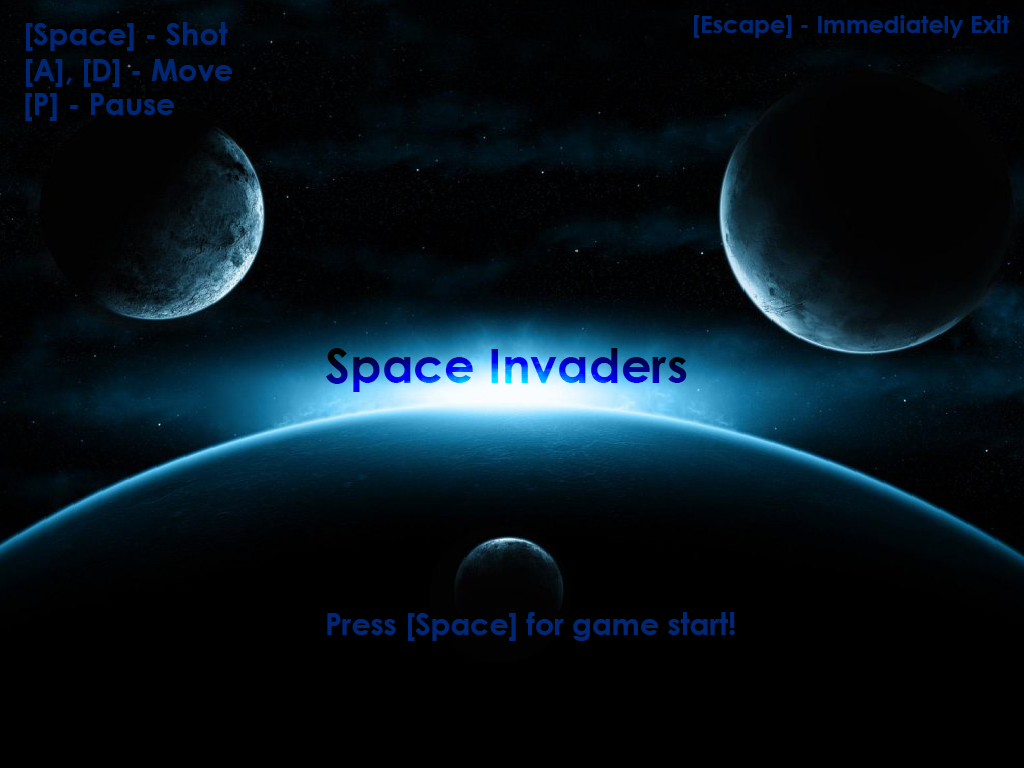 [Space] - Shot
[A], [D] - Move
[P] - Pause
[Escape] - Immediately Exit
Space Invaders
Press [Space] for game start!